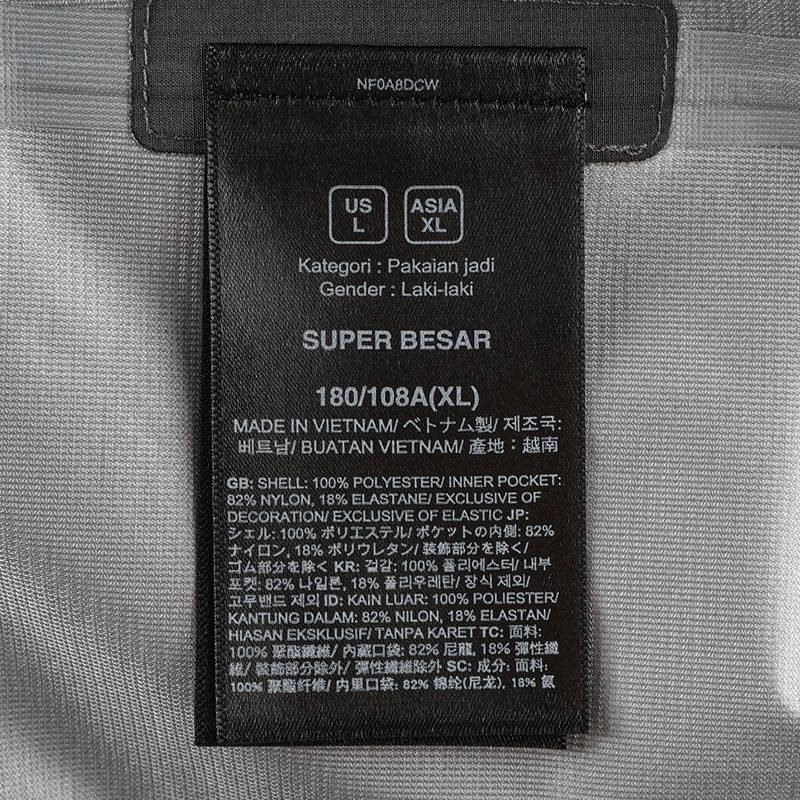 NF0A8DCW
US ASIA
L XL
Kategori : Pakaian jadi
Gender : Laki-laki
SUPER BESAR
180/108A(XL)
MADE IN VIETNAM/ ベトナム製/ 제조국:
베트남/ BUATAN VIETNAM/ 產地：越南
GB: SHELL: 100% POLYESTER/ INNER POCKET:
82% NYLON, 18% ELASTANE/ EXCLUSIVE OF
DECORATION/ EXCLUSIVE OF ELASTIC JP:
シェル: 100% ポリエステル/ ポケットの内側: 82%
ナイロン, 18% ポリウレタン/ 装飾部分を除く/
ゴム部分を除く KR: 겉감: 100% 폴리에스터/ 내부
포켓: 82% 나일론, 18% 폴리우레탄/ 장식 제외/
고무밴드 제외 ID: KAIN LUAR: 100% POLIESTER/
KANTUNG DALAM: 82% NILON, 18% ELASTAN/
HIASAN EKSKLUSIF/ TANPA KARET TC: 面料:
100% 聚酯纖維/ 內藏口袋: 82% 尼龍, 18% 彈性纖
維/ 裝飾部分除外/ 彈性纖維除外 SC: 成分: 面料:
100% 聚酯纤维/ 内里口袋: 82% 锦纶(尼龙), 18% 氨